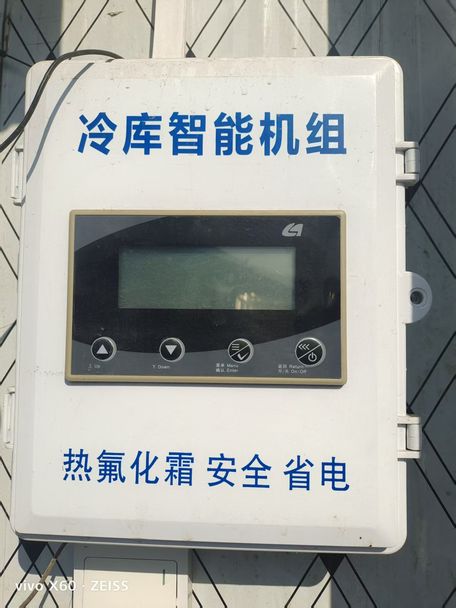 冷库智能机组
上 Up
下 Down
菜单 Menu
确认 Enter
返回 Return
开/关 On/Off
热氟化霜 安全 省电
vivo X60 · ZEISS